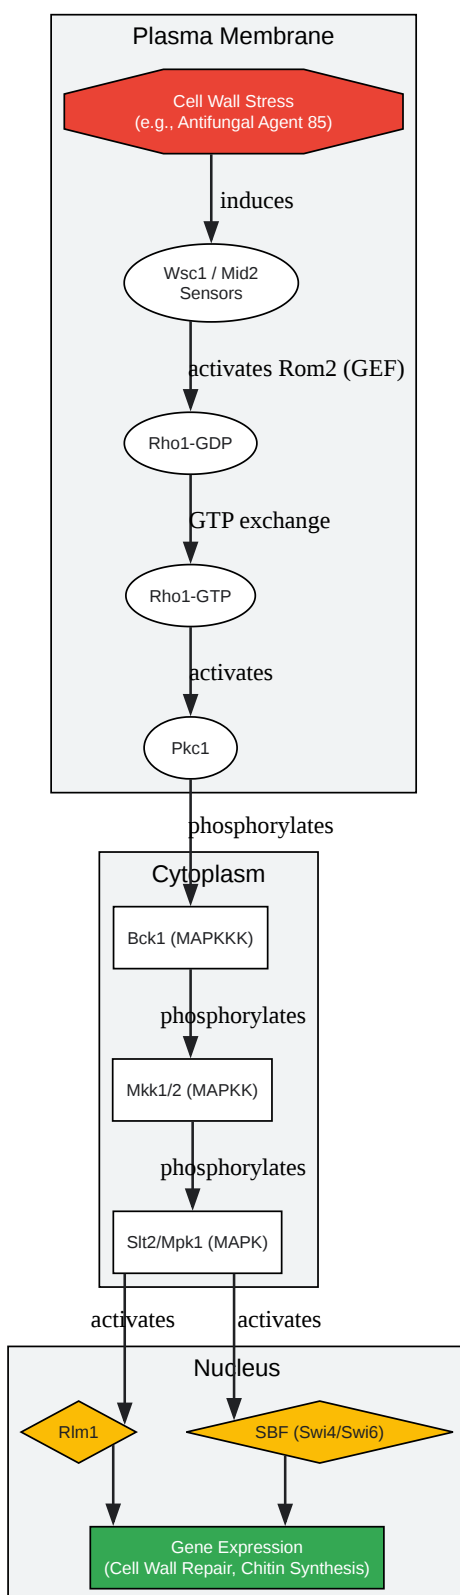 Plasma Membrane
Cell Wall Stress
(e.g., Antifungal Agent 85)
induces
Wsc1 / Mid2
Sensors
activates Rom2 (GEF)
Rho1-GDP
GTP exchange
Rho1-GTP
activates
Pkc1
phosphorylates
Cytoplasm
Bck1 (MAPKKK)
phosphorylates
Mkk1/2 (MAPKK)
phosphorylates
Slt2/Mpk1 (MAPK)
activates
activates
Nucleus
Rlm1
SBF (Swi4/Swi6)
Gene Expression
(Cell Wall Repair, Chitin Synthesis)